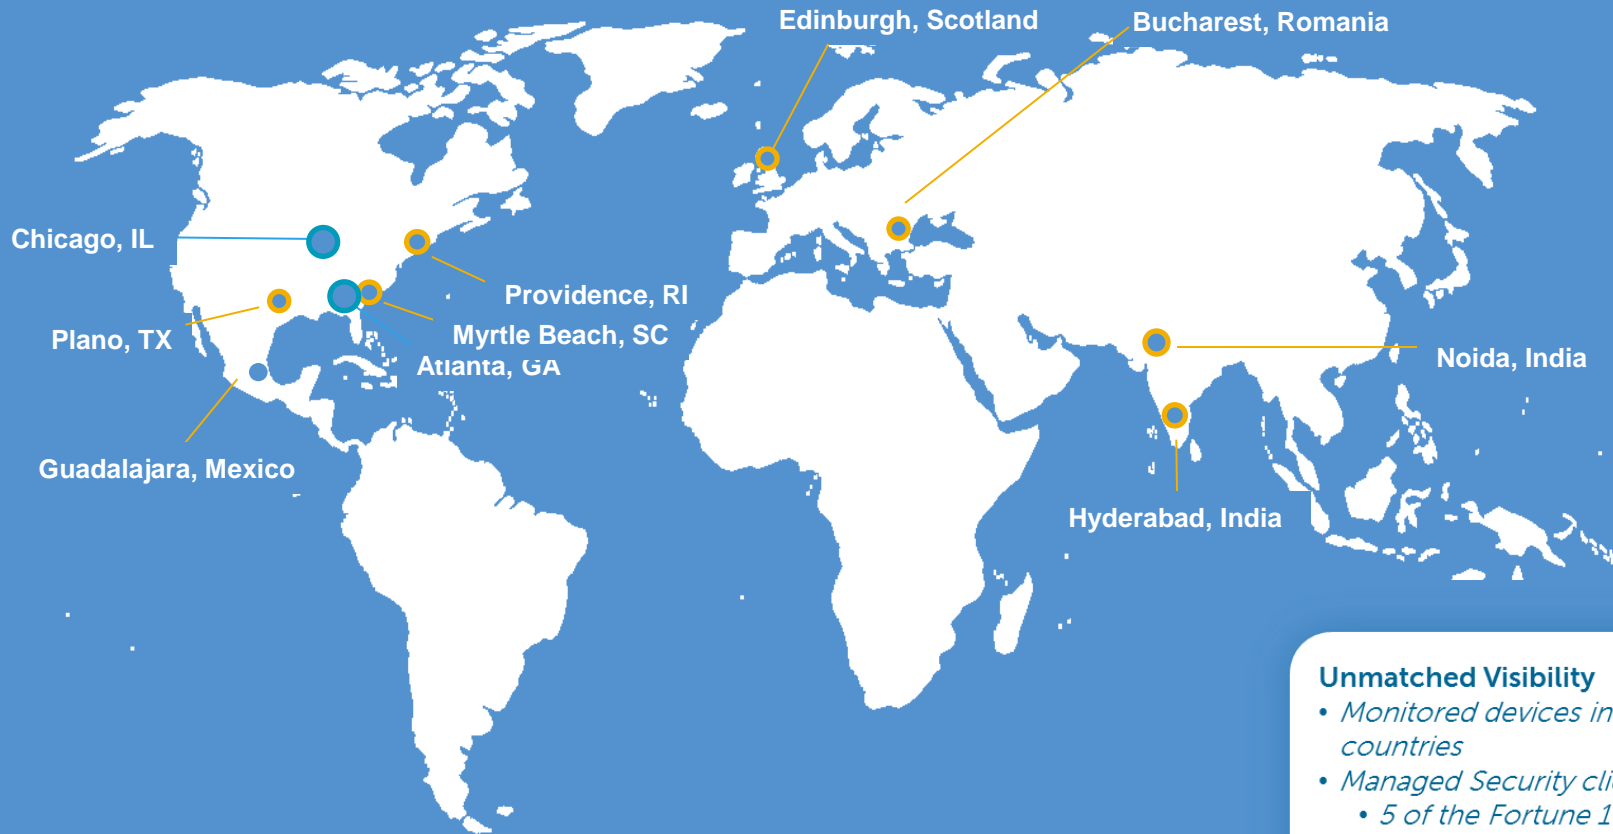 Edinburgh, Scotland
Bucharest, Romania
Chicago, IL
Providence, RI
Myrtle Beach, SC
Plano, TX
Atlanta, GA
Noida, India
Guadalajara, Mexico
Hyderabad, India
Unmatched Visibility
• Monitored devices in
countries
• Managed Security
• 5 of the Fortune